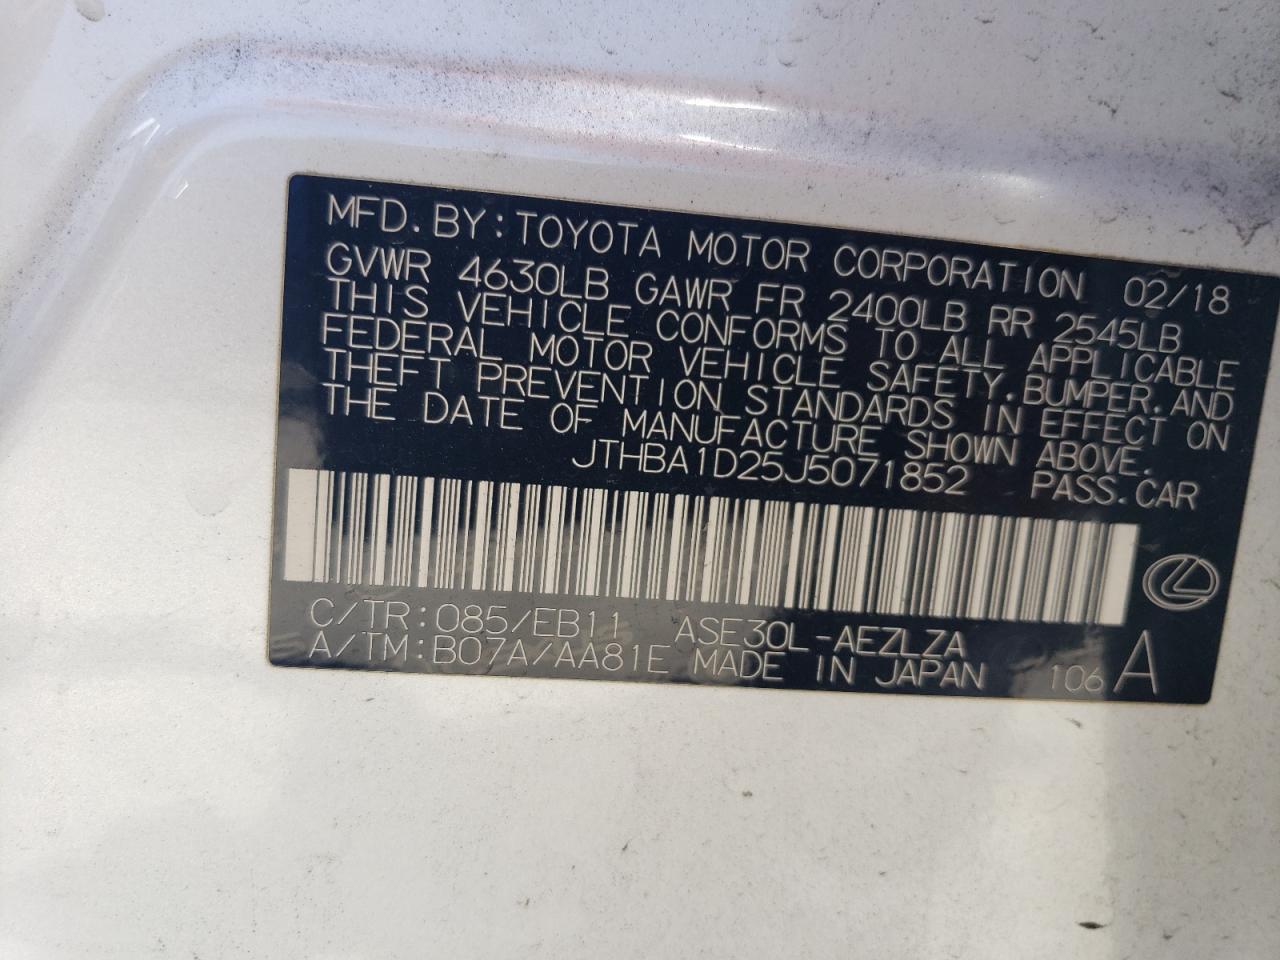 MFD.BY:TOYOTA MOTOR CORPORATION 02/18
GVWR 4630LB GAWR FR 2400LB RR 2545LB
THIS VEHICLE CONFORMS TO ALL APPLICABLE
FEDERAL MOTOR VEHICLE SAFETY.BUMPER.AND
THEFT PREVENTION STANDARDS IN EFFECT ON
THE DATE OF MANUFACTURE SHOWN ABOVE.
JTHBA1D25J5071852 PASS.CAR
C/TR:085/EB11 ASE30L-AEZLZA
A/TM:B07A/AA81E MADE IN JAPAN 106 A